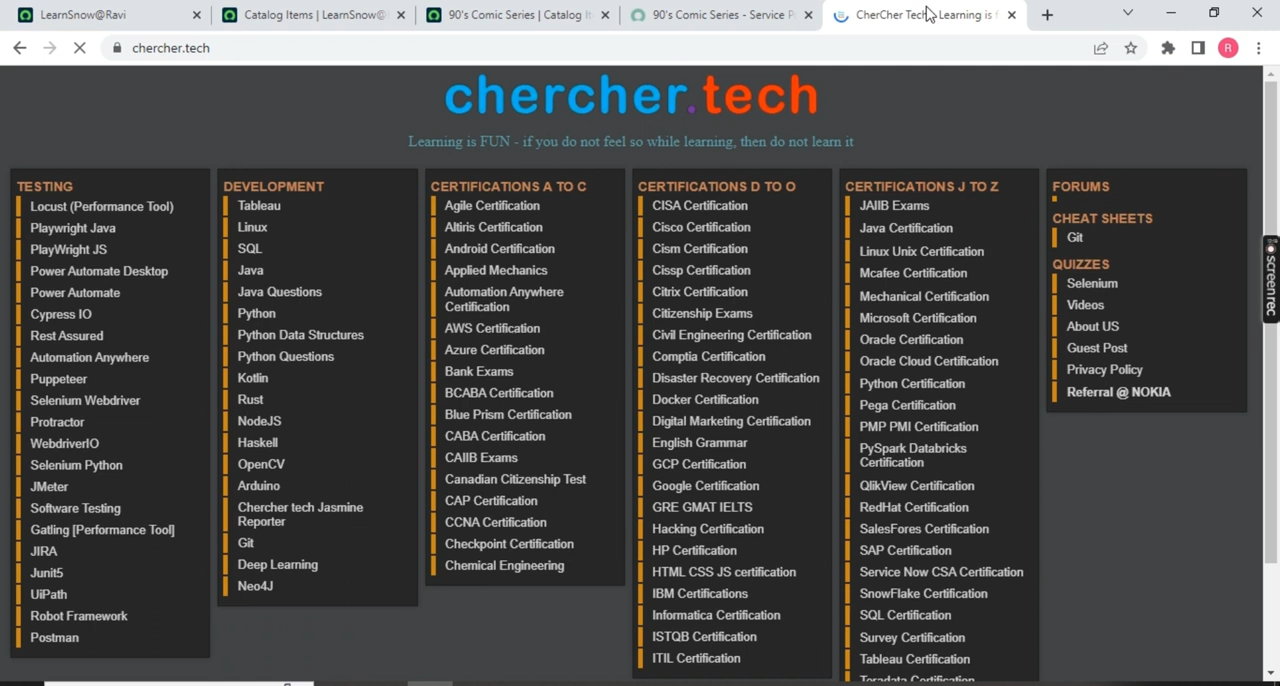 LearnSnow@Ravi
Catalog Items | LearnSnow@
90's Comic Series | Catalog
90's Comic Series - Service P
CherCher Tech - Learning is
chercher.tech
R
chercher.tech
Learning is FUN - if you do not feel so while learning, then do not learn it
TESTING
Locust (Performance Tool)
Playwright Java
PlayWright JS
Power Automate Desktop
Power Automate
Cypress IO
Rest Assured
Automation Anywhere
Puppeteer
Selenium Webdriver
Protractor
WebdriverIO
Selenium Python
JMeter
Software Testing
Gatling [Performance Tool]
JIRA
Junit5
UiPath
Robot Framework
Postman
DEVELOPMENT
Tableau
Linux
SQL
Java
Java Questions
Python
Python Data Structures
Python Questions
Kotlin
Rust
NodeJS
Haskell
OpenCV
Arduino
Chercher tech Jasmine
Reporter
Git
Deep Learning
Neo4J
CERTIFICATIONS A TO C
Agile Certification
Altiris Certification
Android Certification
Applied Mechanics
Automation Anywhere
Certification
AWS Certification
Azure Certification
Bank Exams
BCABA Certification
Blue Prism Certification
CABA Certification
CAIIB Exams
Canadian Citizenship Test
CAP Certification
CCNA Certification
Checkpoint Certification
Chemical Engineering
CERTIFICATIONS D TO O
CISA Certification
Cisco Certification
Cism Certification
Cissp Certification
Citrix Certification
Citizenship Exams
Civil Engineering Certification
Comptia Certification
Disaster Recovery Certification
Docker Certification
Digital Marketing Certification
English Grammar
GCP Certification
Google Certification
GRE GMAT IELTS
Hacking Certification
HP Certification
HTML CSS JS certification
IBM Certifications
Informatica Certification
ISTQB Certification
ITIL Certification
CERTIFICATIONS J TO Z
JAIIB Exams
Java Certification
Linux Unix Certification
Mcafee Certification
Mechanical Certification
Microsoft Certification
Oracle Certification
Oracle Cloud Certification
Python Certification
Pega Certification
PMP PMI Certification
PySpark Databricks
Certification
QlikView Certification
RedHat Certification
SalesFores Certification
SAP Certification
Service Now CSA Certification
SnowFlake Certification
SQL Certification
Survey Certification
Tableau Certification
Teradata Certification
FORUMS
CHEAT SHEETS
Git
QUIZZES
Selenium
Videos
About US
Guest Post
Privacy Policy
Referral @ NOKIA
screenrec